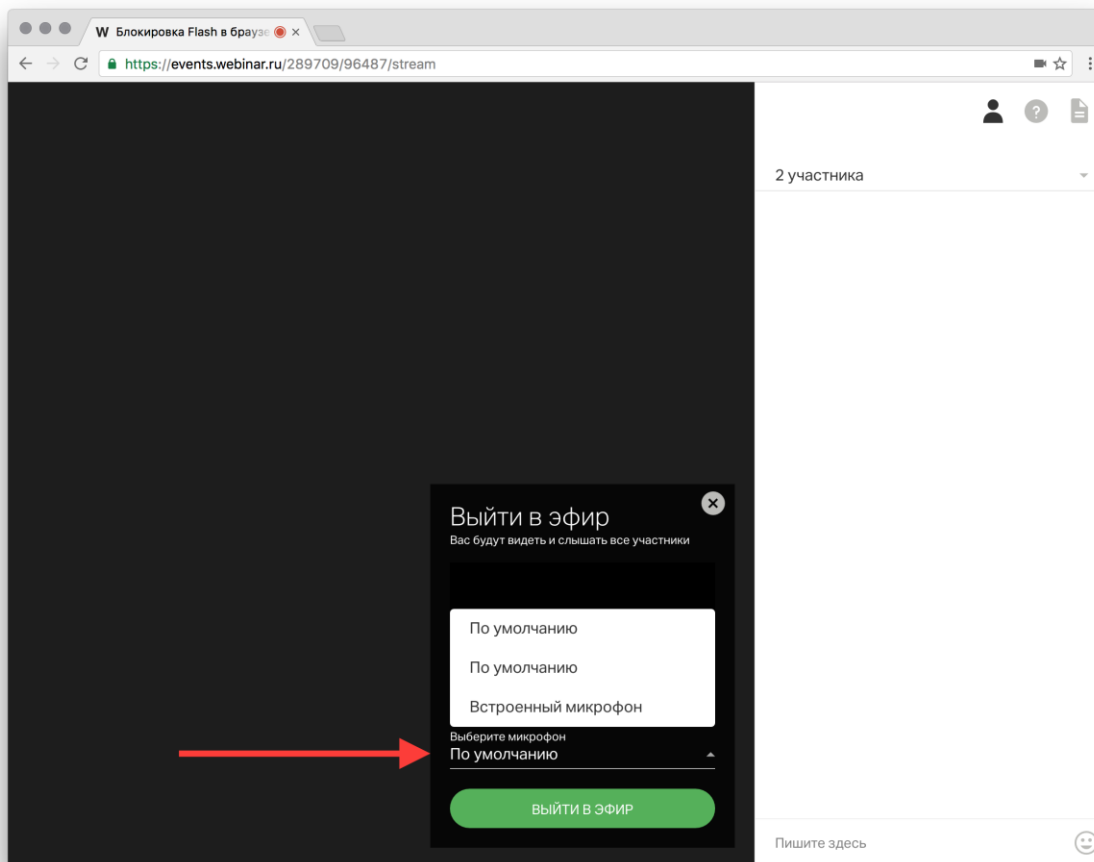 W Блокировка Flash в браузе
https://events.webinar.ru/289709/96487/stream
2 участника
Выйти в эфир
Вас будут видеть и слышать все участники
По умолчанию
По умолчанию
Встроенный микрофон
Выберите микрофон
По умолчанию
ВЫЙТИ В ЭФИР
Пишите здесь